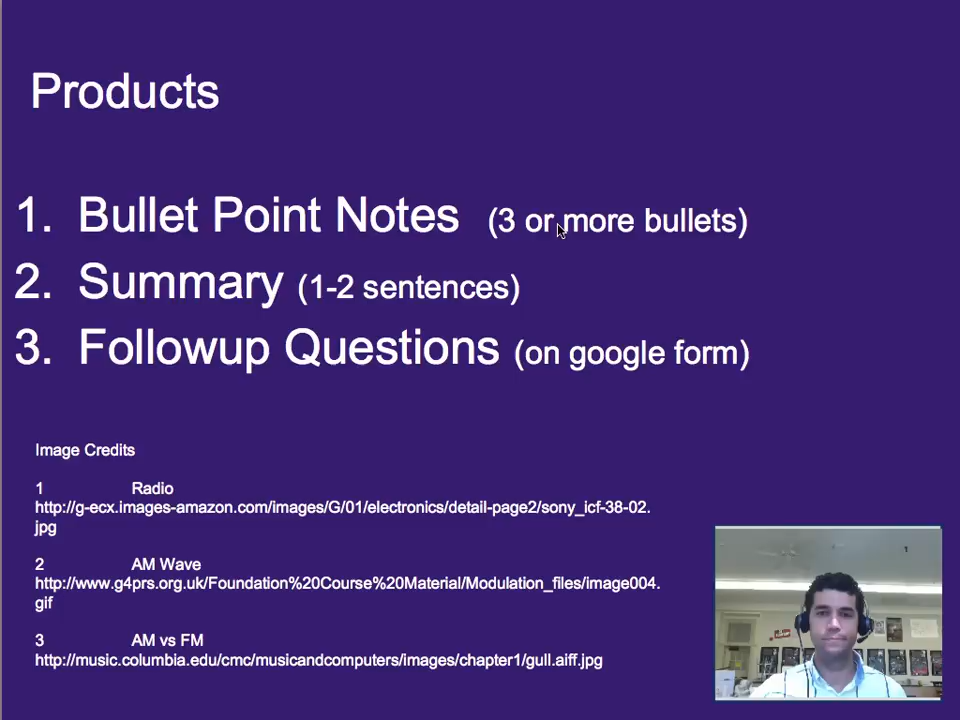 Products
1. Bullet Point Notes (3 or more bullets)
2. Summary (1-2 sentences)
3. Followup Questions (on google form)
Image Credits
1 Radio
http://g-ecx.images-amazon.com/images/G/01/electronics/detail-page2/sony_icf-38-02.
jpg
2 AM Wave
http://www.g4prs.org.uk/Foundation%20Course%20Material/Modulation_files/image004.
gif
3 AM vs FM
http://music.columbia.edu/cmc/musicandcomputers/images/chapter1/gull.aiff.jpg